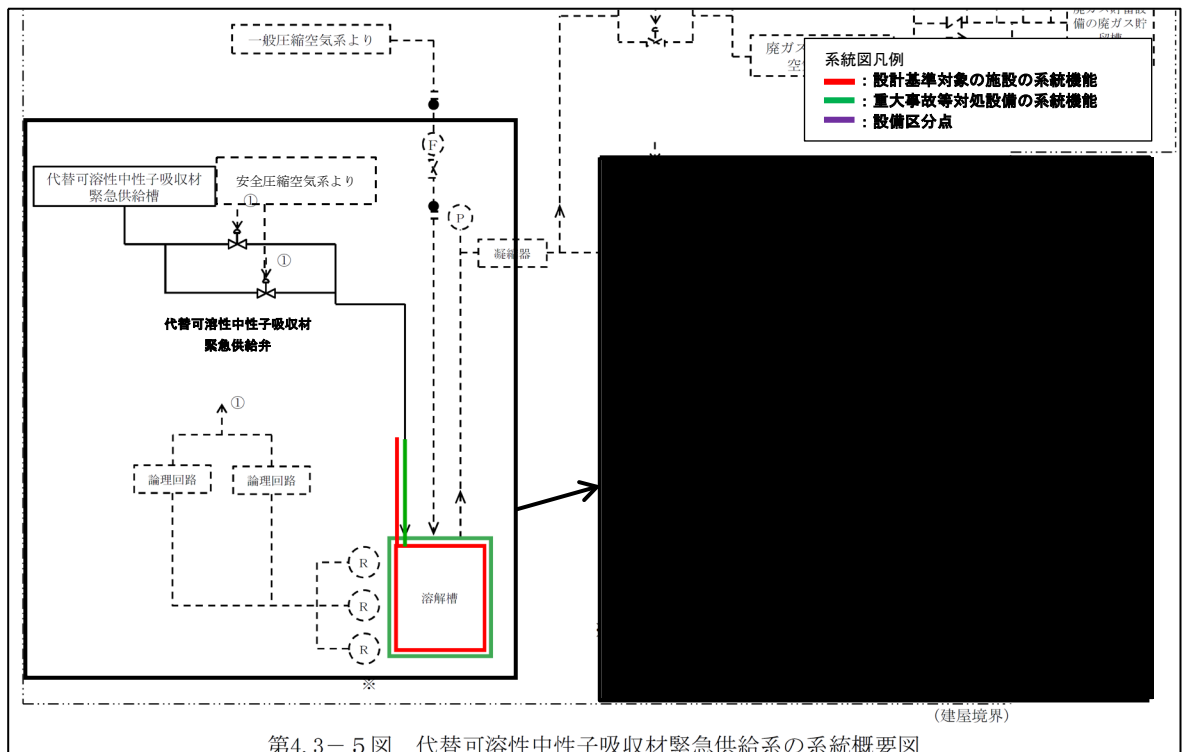 一般圧縮空気系より
廃ガス
備の廃ガス貯
系統図凡例
：設計基準対象の施設の系統機能
：重大事故等対処設備の系統機能
：設備区分点
F
代替可溶性中性子吸収材
緊急供給槽
安全圧縮空気系より
①
P
凝縮器
①
代替可溶性中性子吸収材
緊急供給弁
①
論理回路
論理回路
R
R
R
溶解槽
※
(建屋境界)
第4.3－5図　代替可溶性中性子吸収材緊急供給系の系統概要図